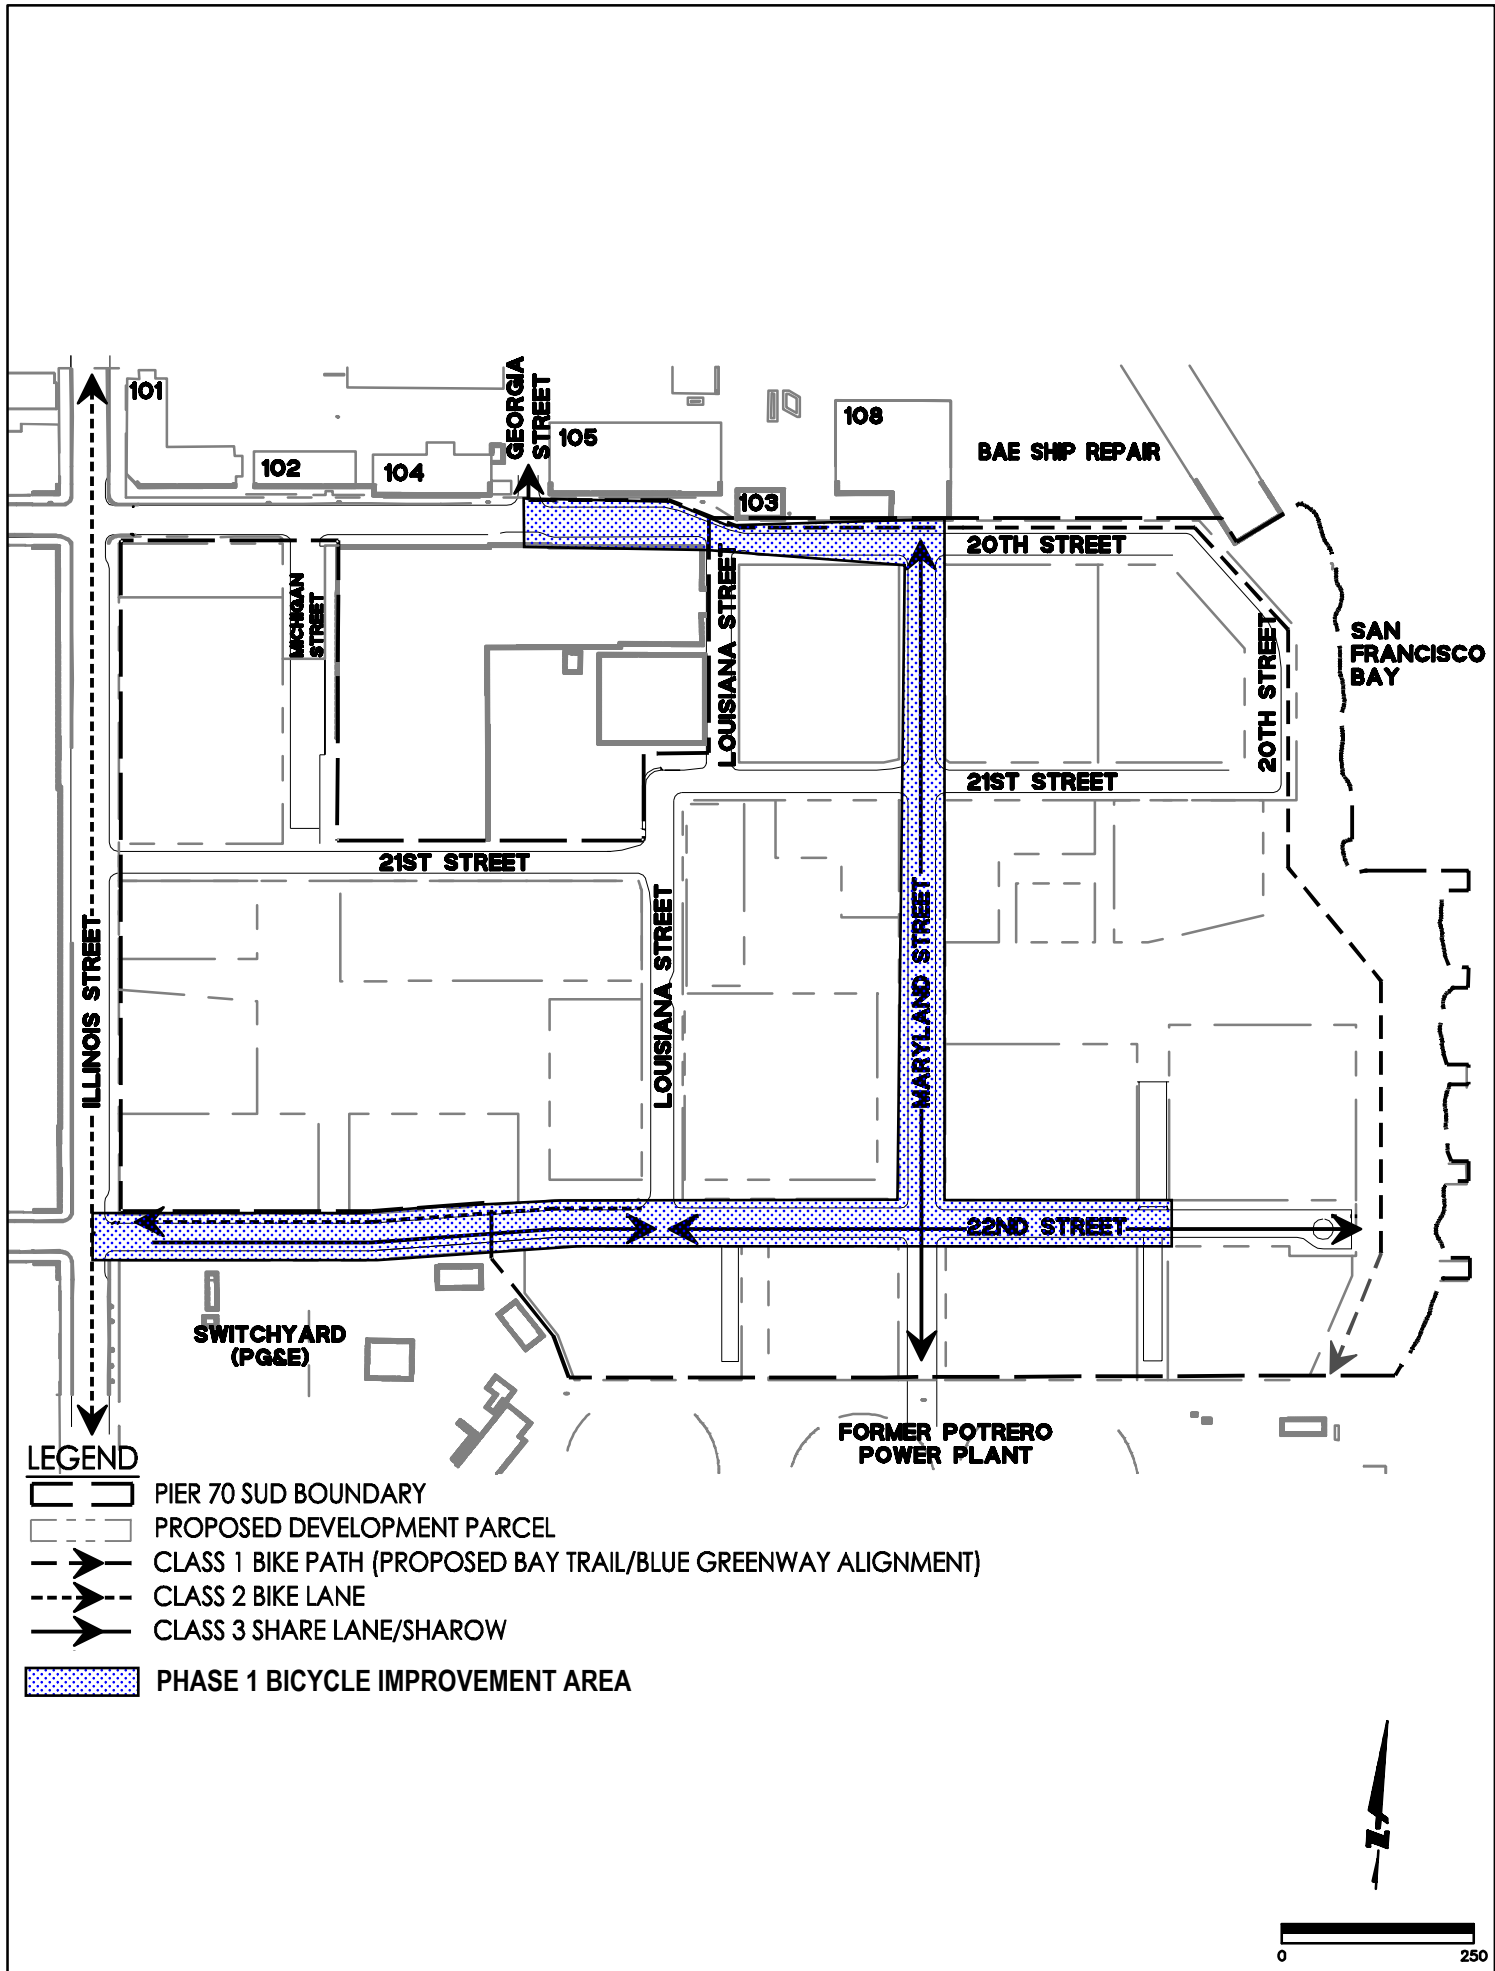 101
102
104
GEORGIA
STREET
105
103
108
BAE SHIP REPAIR
20TH STREET
MICHIGAN
STREET
LOUISIANA STREET
20TH STREET
SAN
FRANCISCO
BAY
21ST STREET
21ST STREET
ILLINOIS STREET
LOUISIANA STREET
MARYLAND STREET
22ND STREET
SWITCHYARD
(PG&E)
FORMER POTRERO
POWER PLANT
LEGEND
PIER 70 SUD BOUNDARY
PROPOSED DEVELOPMENT PARCEL
CLASS 1 BIKE PATH (PROPOSED BAY TRAIL/BLUE GREENWAY ALIGNMENT)
CLASS 2 BIKE LANE
CLASS 3 SHARE LANE/SHAROW
PHASE 1 BICYCLE IMPROVEMENT AREA
Z
0 250